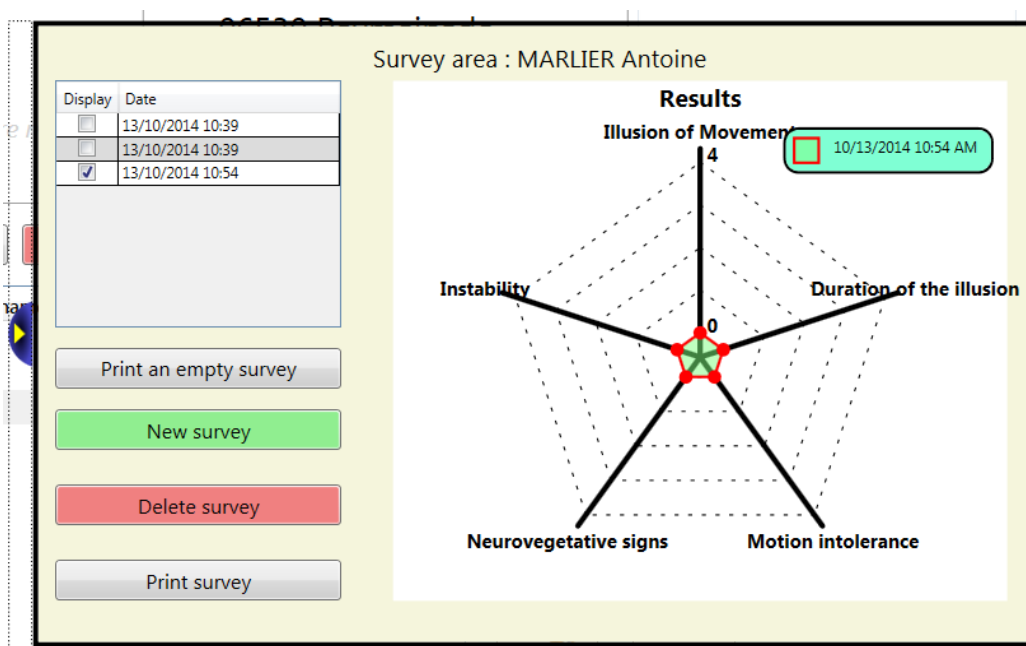 Survey area : MARLIER Antoine
Display Date
13/10/2014 10:39
13/10/2014 10:39
13/10/2014 10:54
Print an empty survey
New survey
Delete survey
Print survey
Results
Illusion of Movement
10/13/2014 10:54 AM
4
Instability
Duration of the illusion
0
Neurovegetative signs
Motion intolerance